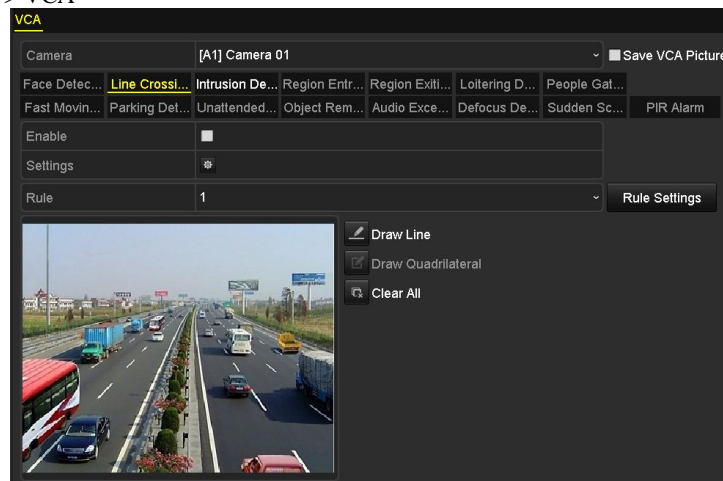 > VCA
VCA
Camera [A1] Camera 01 Save VCA Picture
Face Detec... Line Crossi... Intrusion De... Region Entr... Region Exiti... Loitering D... People Gat...
Fast Movin... Parking Det... Unattended... Object Rem... Audio Exce... Defocus De... Sudden Sc... PIR Alarm
Enable
Settings
Rule 1 Rule Settings
Draw Line
Draw Quadrilateral
Clear All